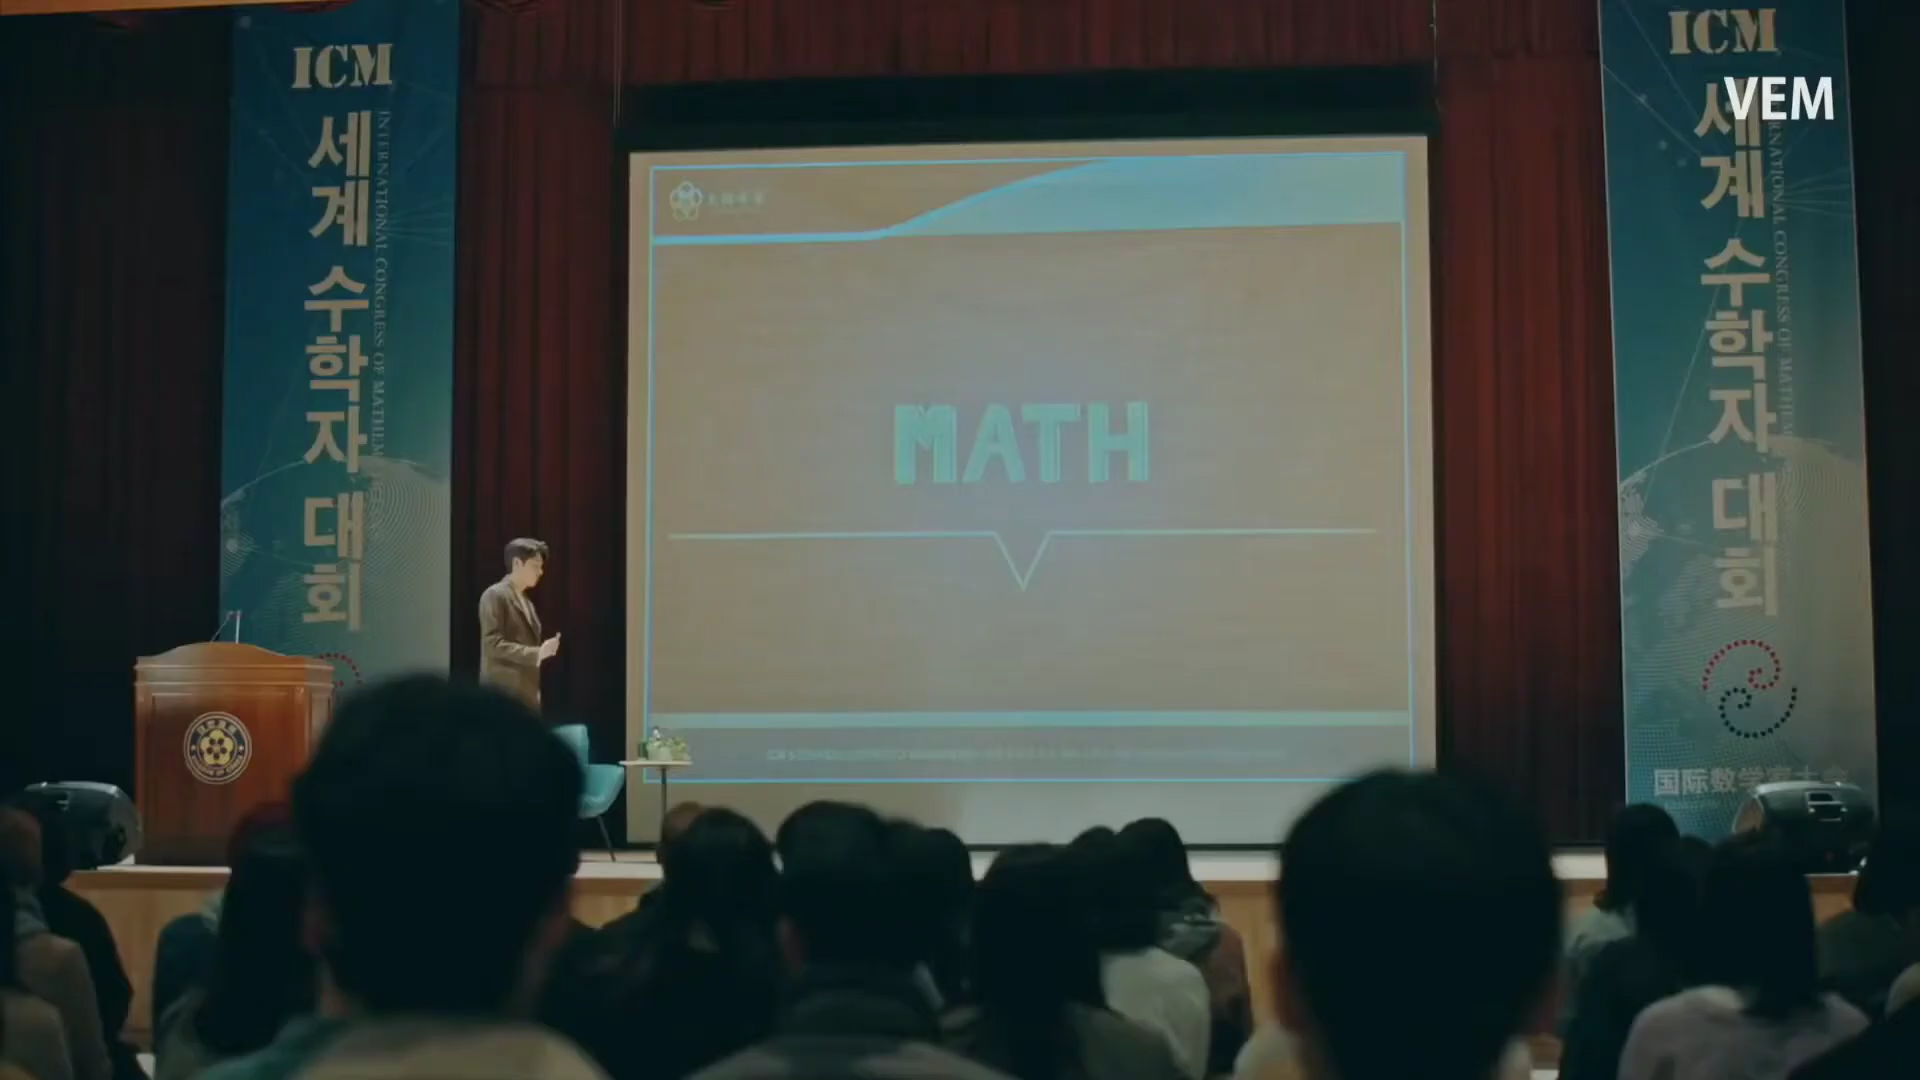 ICM
세계 수학자 대회
INTERNATIONAL CONGRESS OF MATHEM
MATH
ICM
VEM
세계 수학자 대회
NATIONAL CONGRESS OF MATHEM
国际数学家大会